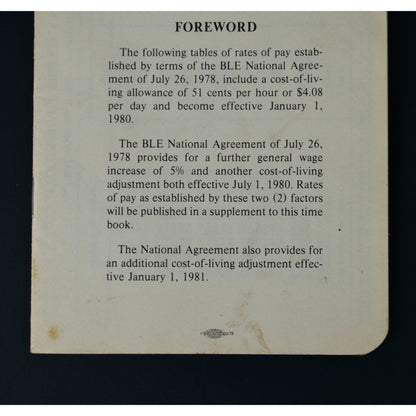 FOREWORD
The following tables of rates of pay estab-
lished by terms of the BLE National Agree-
ment of July 26, 1978, include a cost-of-liv-
ing allowance of 51 cents per hour or $4.08
per day and become effective January 1,
1980.
The BLE National Agreement of July 26,
1978 provides for a further general wage
increase of 5% and another cost-of-living
adjustment both effective July 1, 1980. Rates
of pay as established by these two (2) factors
will be published in a supplement to this time
book.
The National Agreement also provides for
an additional cost-of-living adjustment effec-
tive January 1, 1981.